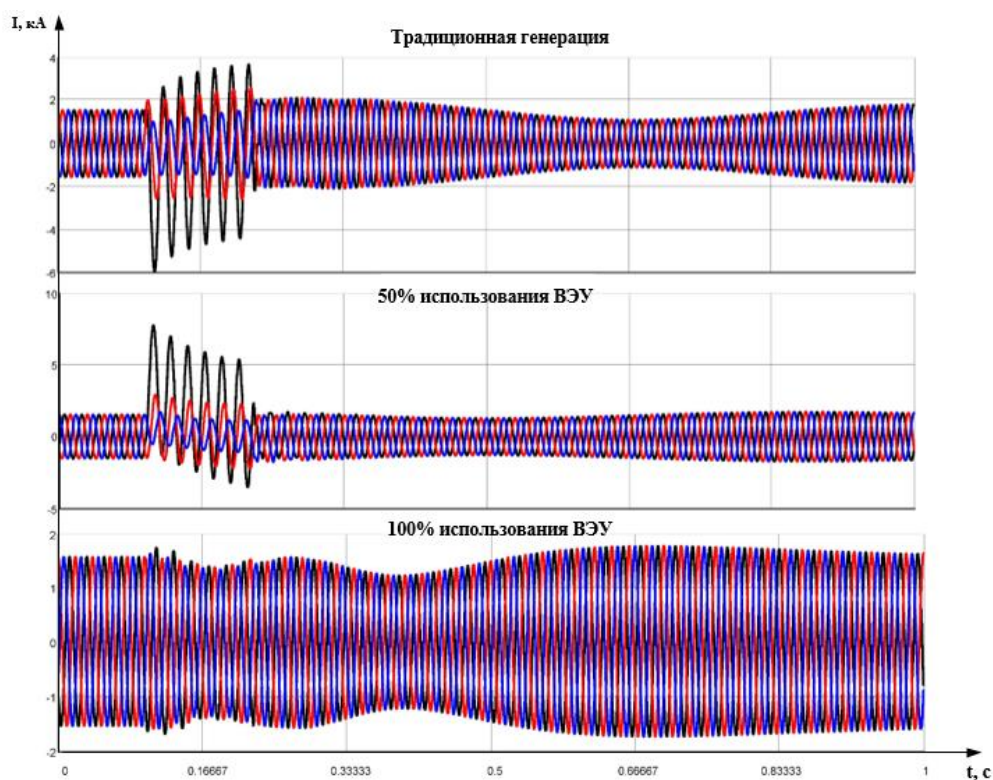 I, кА
Традиционная генерация
4
2
0
-2
-4
-6
50% использования ВЭУ
10
5
0
-5
100% использования ВЭУ
2
1
0
-1
-2
0 0.16667 0.33333 0.5 0.66667 0.83333 1
t, с